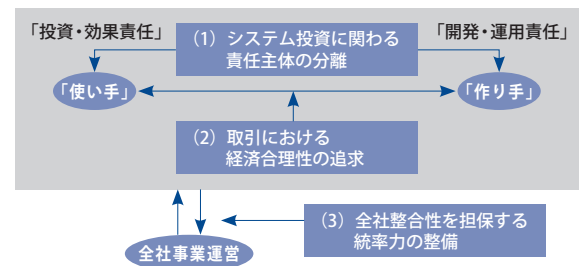 「投資・効果責任」
(1) システム投資に関わる
責任主体の分離
「開発・運用責任」
「使い手」
「作り手」
(2) 取引における
経済合理性の追求
(3) 全社整合性を担保する
統率力の整備
全社事業運営